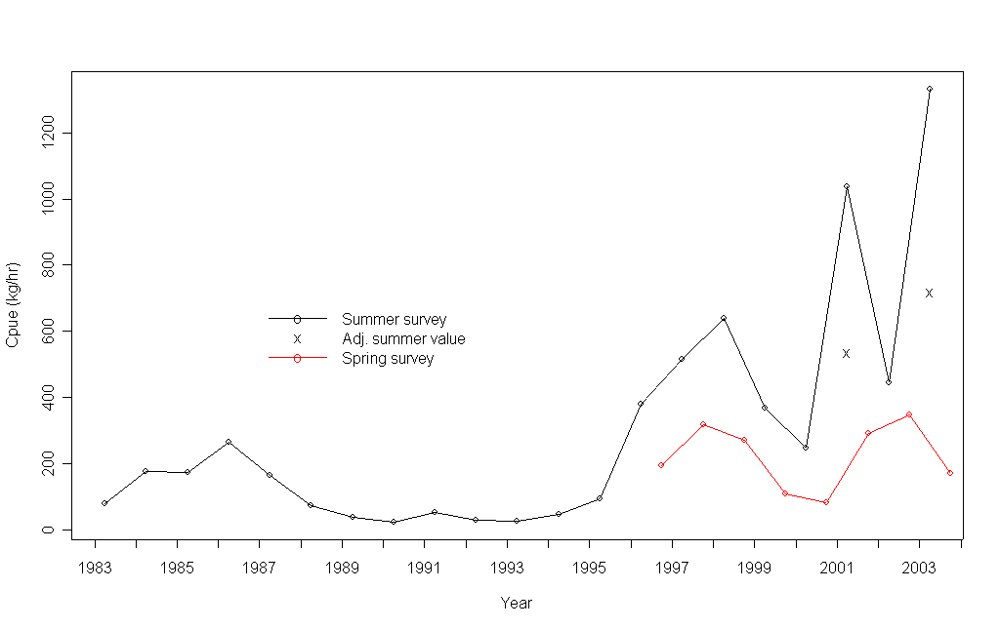 1200
1000
800
600
400
200
0
Cpue (kg/hr)
Summer survey
Adj. summer value
Spring survey
1983 1985 1987 1989 1991 1993 1995 1997 1999 2001 2003
Year